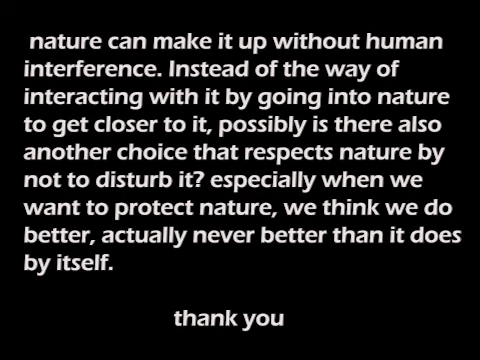 nature can make it up without human
interference. Instead of the way of
interacting with it by going into nature
to get closer to it, possibly is there also
another choice that respects nature by
not to disturb it? especially when we
want to protect nature, we think we do
better, actually never better than it does
by itself.
thank you